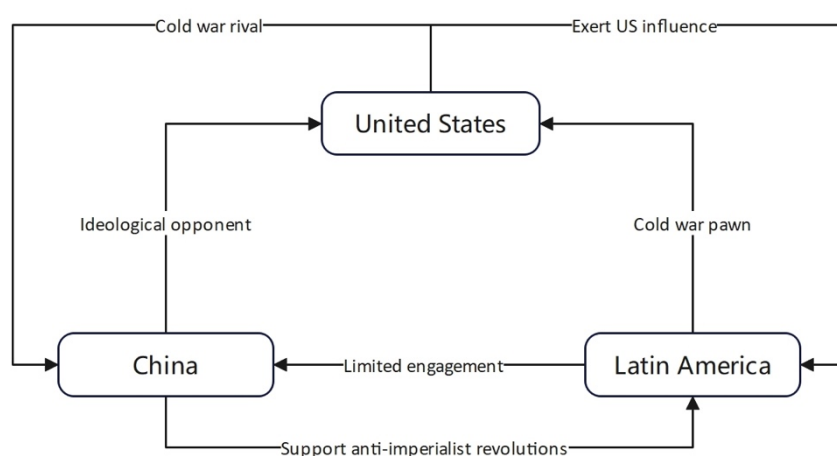 Cold war rival
Exert US influence
United States
Ideological opponent
Cold war pawn
China
Limited engagement
Latin America
Support anti-imperialist revolutions